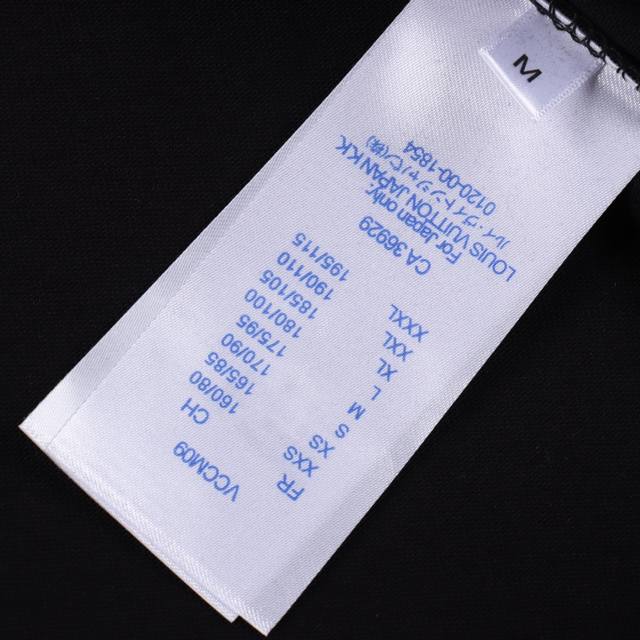 VCCM09
FR CH
XXS 160/80
XS 165/85
S 170/90
M 175/95
L 180/100
XL 185/105
XXL 190/110
XXXL 195/115
CA 36929
For Japan only:
LOUIS VUITTON JAPAN K.K.
ルイ・ヴィトン ジャパン(株)
0120-00-1854
M